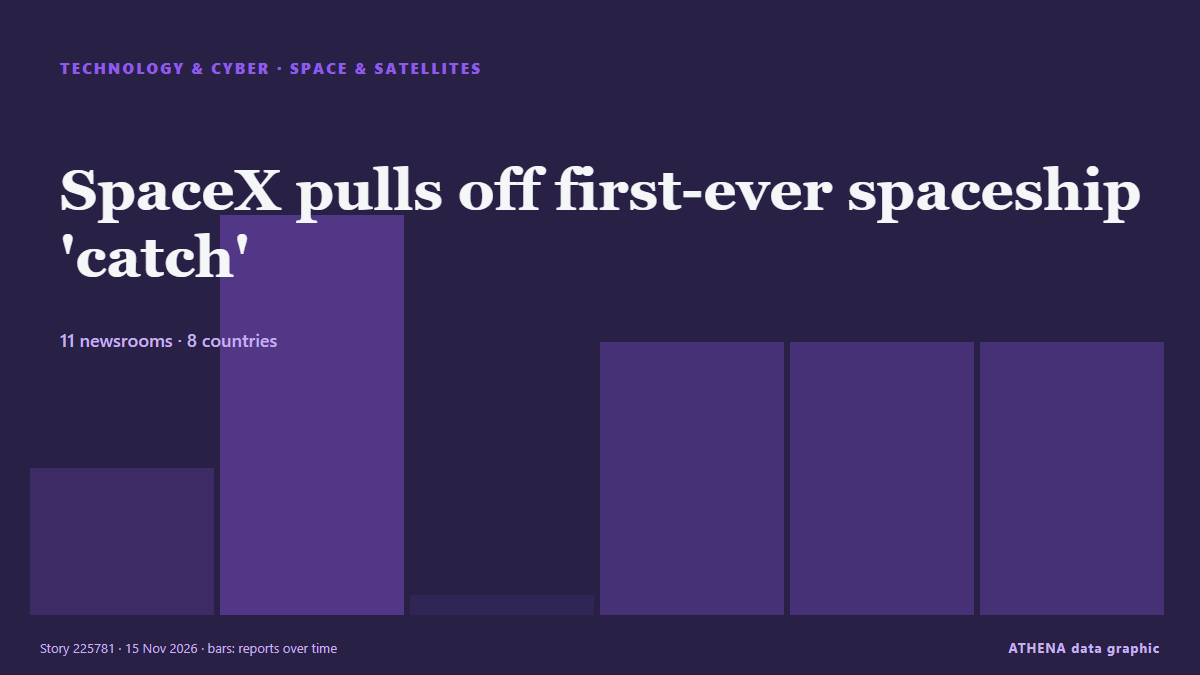 TECHNOLOGY & CYBER · SPACE & SATELLITES
SpaceX pulls off first-ever spaceship
'catch'
11 newsrooms · 8 countries
Story 225781 · 15 Nov 2026 · bars: reports over time
ATHENA data graphic